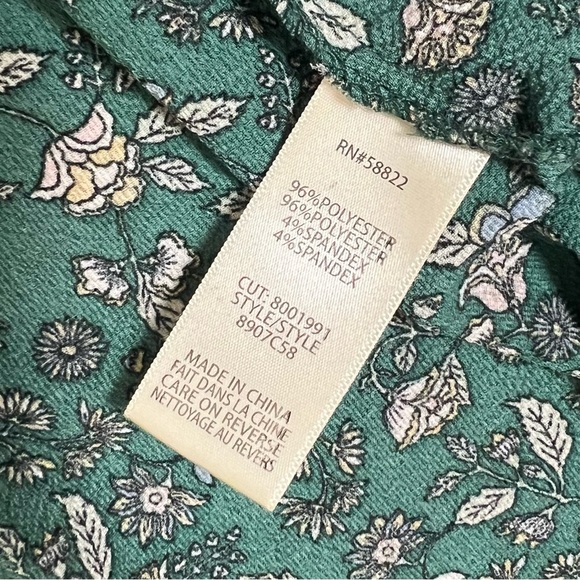 RN#58822
96%POLYESTER
96%POLYESTER
4%SPANDEX
4%SPANDEX
CUT: 8001991
STYLE/STYLE
8907C58
MADE IN CHINA
FAIT DANS LA CHINE
CARE ON REVERSE
NETTOYAGE AU REVERS